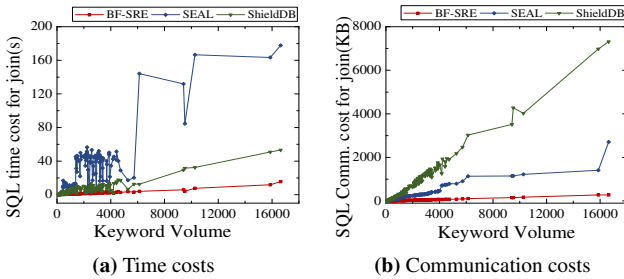 BF-SRE SEAL ShieldDB
200
160
120
80
40
0
0 4000 8000 12000 16000
SQL time cost for join(s)
Keyword Volume
(a) Time costs
BF-SRE SEAL ShieldDB
8000
6000
4000
2000
0
0 4000 8000 12000 16000
SQL Comm. cost for join(KB)
Keyword Volume
(b) Communication costs